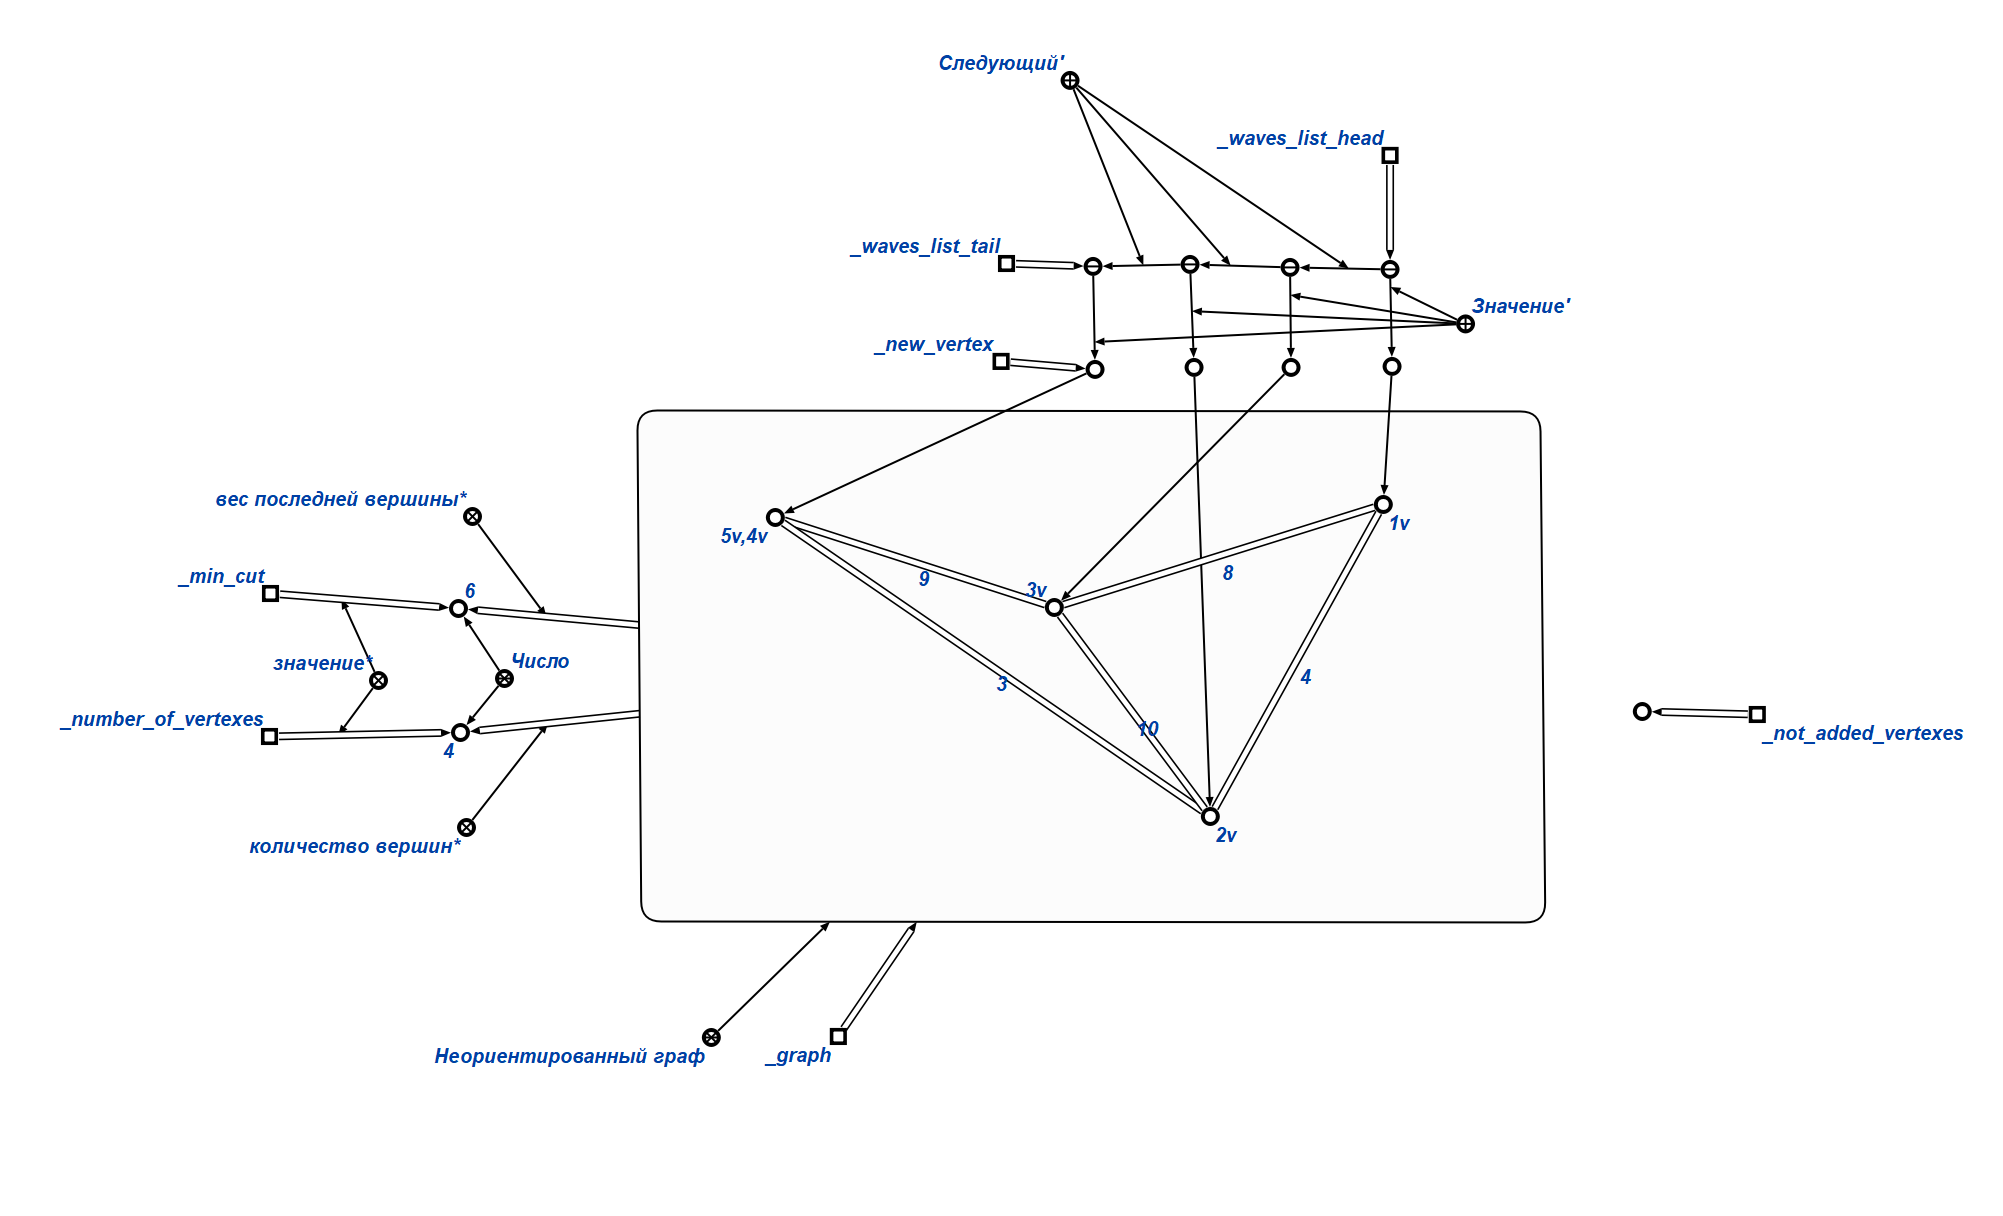 Следующий'
_waves_list_head
_waves_list_tail
Значение'
_new_vertex
вес последней вершины*
5v,4v
1v
_min_cut
6
9
3v
8
значение*
Число
3
4
_number_of_vertexes
4
10
_not_added_vertexes
количество вершин*
2v
Неориентированный граф
_graph